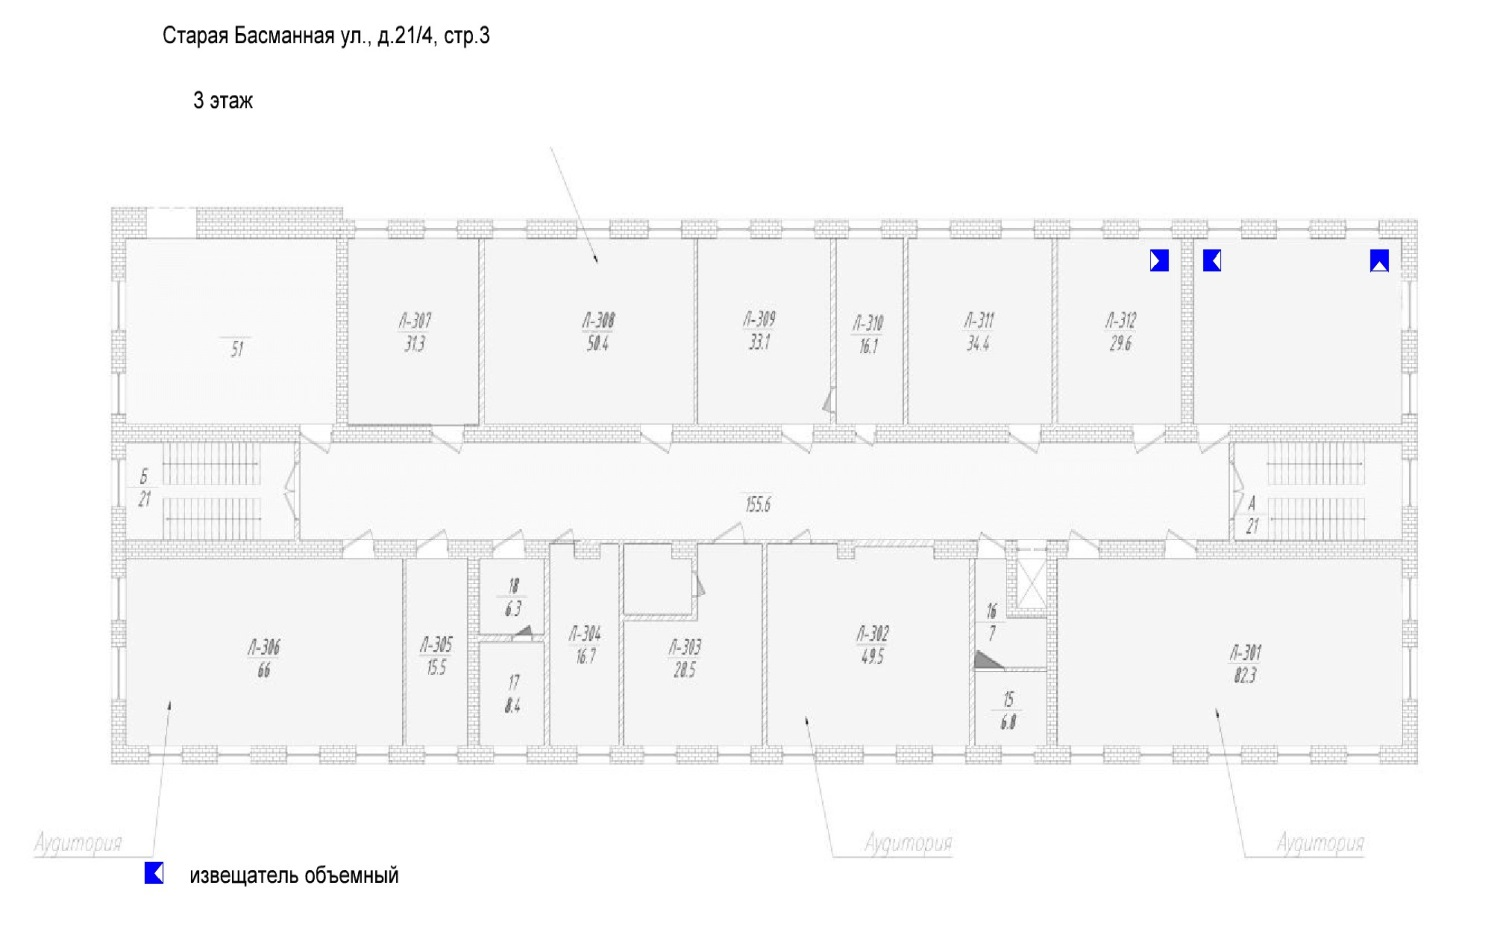 Старая Басманная ул., д.21/4, стр.3
3 этаж
51
Л-307
31.3
Л-308
50.4
Л-309
33.1
Л-310
16.1
Л-311
34.4
Л-312
29.6
Б
21
155.6
А
21
Л-306
66
Л-305
15.5
18
6.3
17
8.4
Л-304
16.7
Л-303
20.5
Л-302
49.5
16
7
15
6.8
Л-301
82.3
Аудитория
Аудитория
Аудитория
извещатель объемный